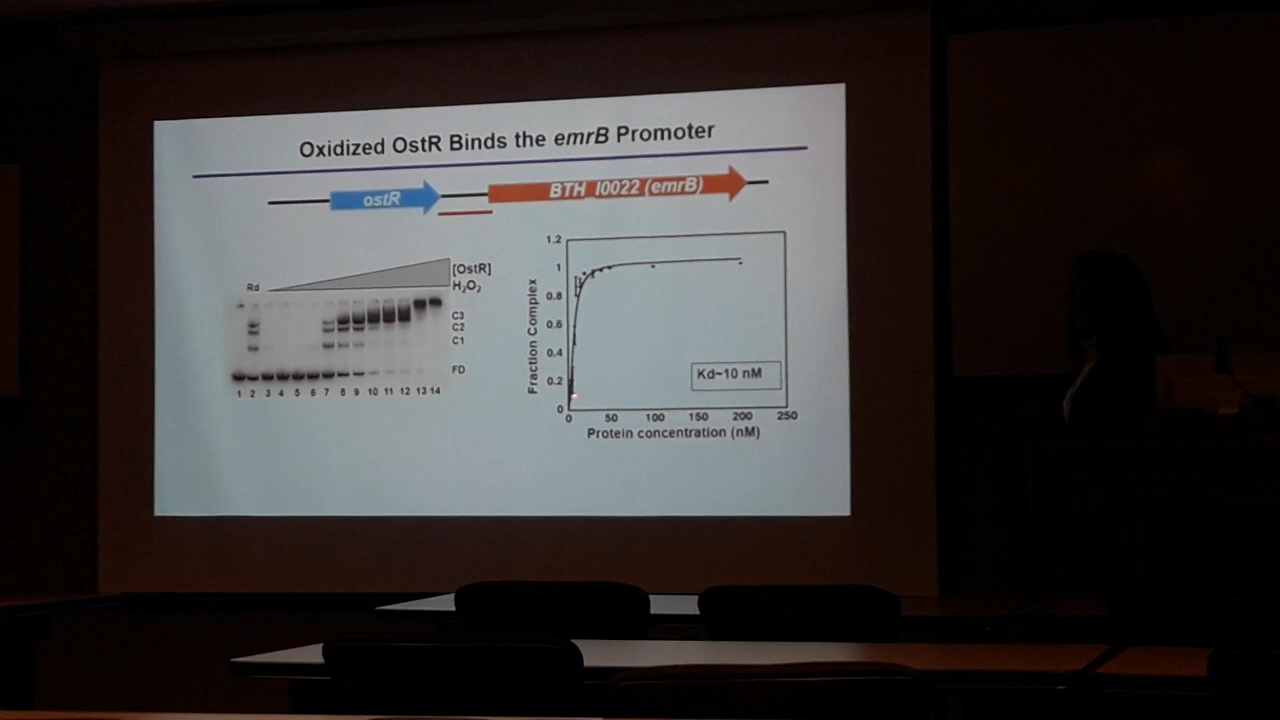 Oxidized OstR Binds the emrB Promoter
ostR
BTH_I0022 (emrB)
[OstR]
Rd
H₂O₂
C3
C2
C1
FD
1 2 3 4 5 6 7 8 9 10 11 12 13 14
Fraction Complex
1.2
1
0.8
0.6
0.4
0.2
0
Kd~10 nM
0 50 100 150 200 250
Protein concentration (nM)